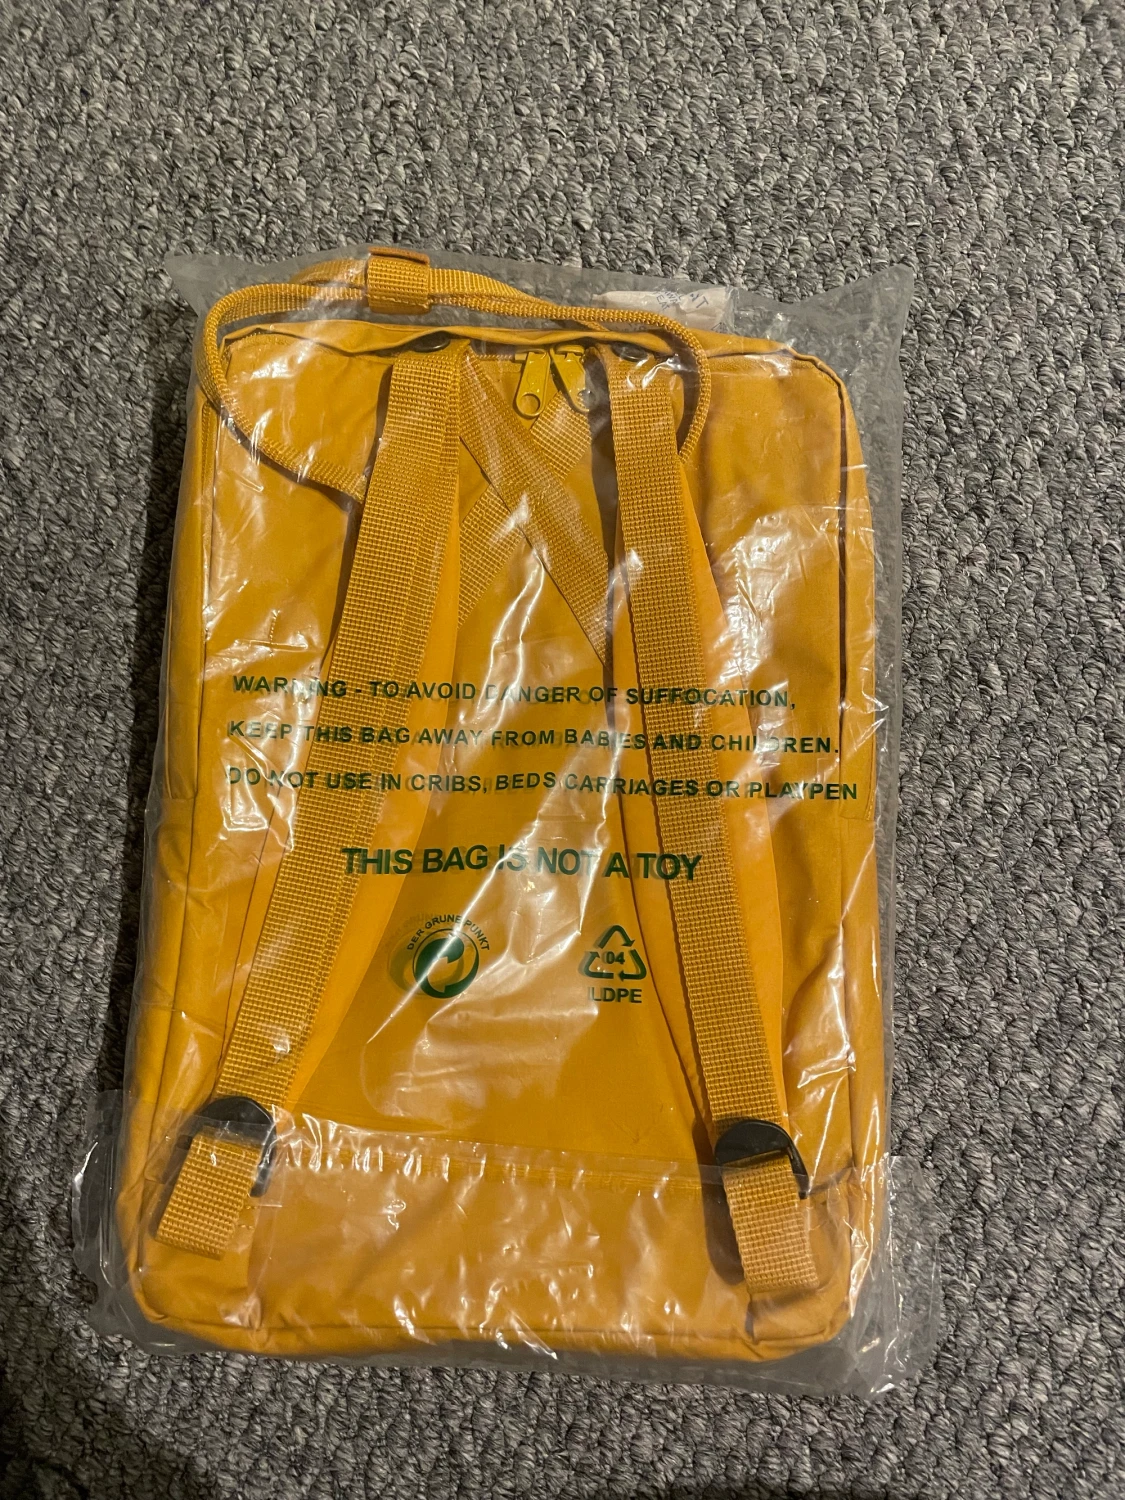 WARNING - TO AVOID DANGER OF SUFFOCATION,
KEEP THIS BAG AWAY FROM BABIES AND CHILDREN.
DO NOT USE IN CRIBS, BEDS CARRIAGES OR PLAYPEN
THIS BAG IS NOT A TOY
DER GRÜNE PUNKT
04
LDPE